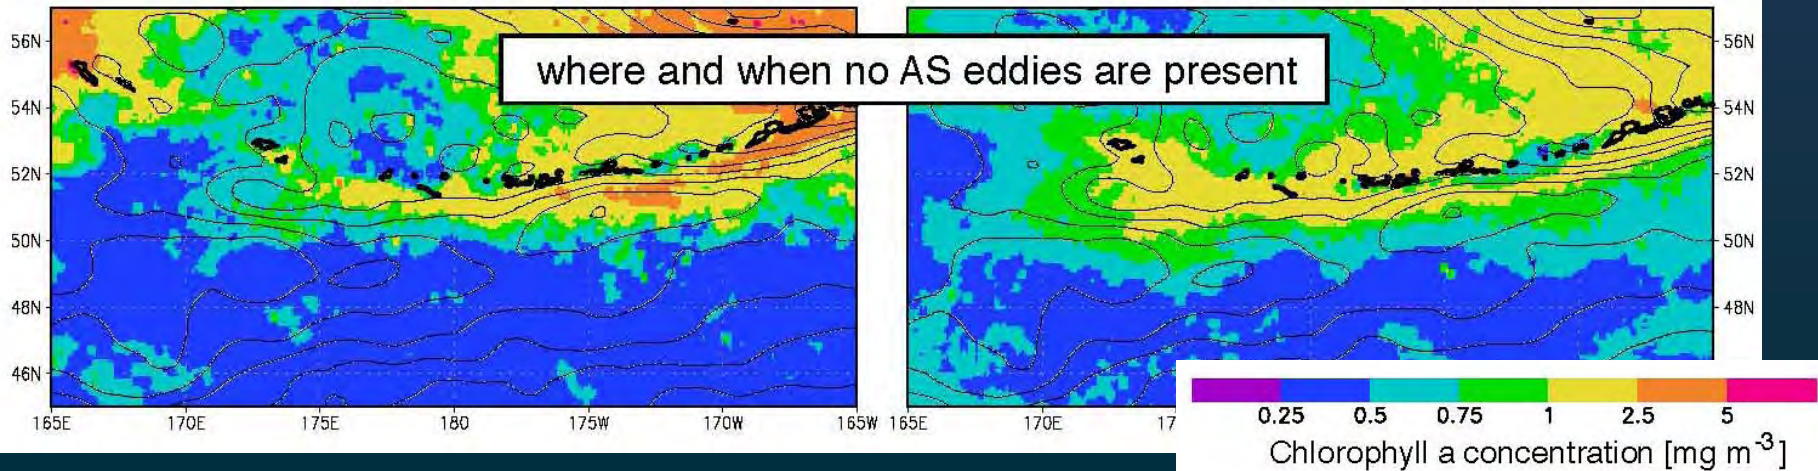 where and when no AS eddies are present
56N
54N
52N
50N
48N
46N
165E 170E 175E 180 175W 170W 165W
56N
54N
52N
50N
48N
165E 170E 17
0.25 0.5 0.75 1 2.5 5
Chlorophyll a concentration [mg m⁻³]